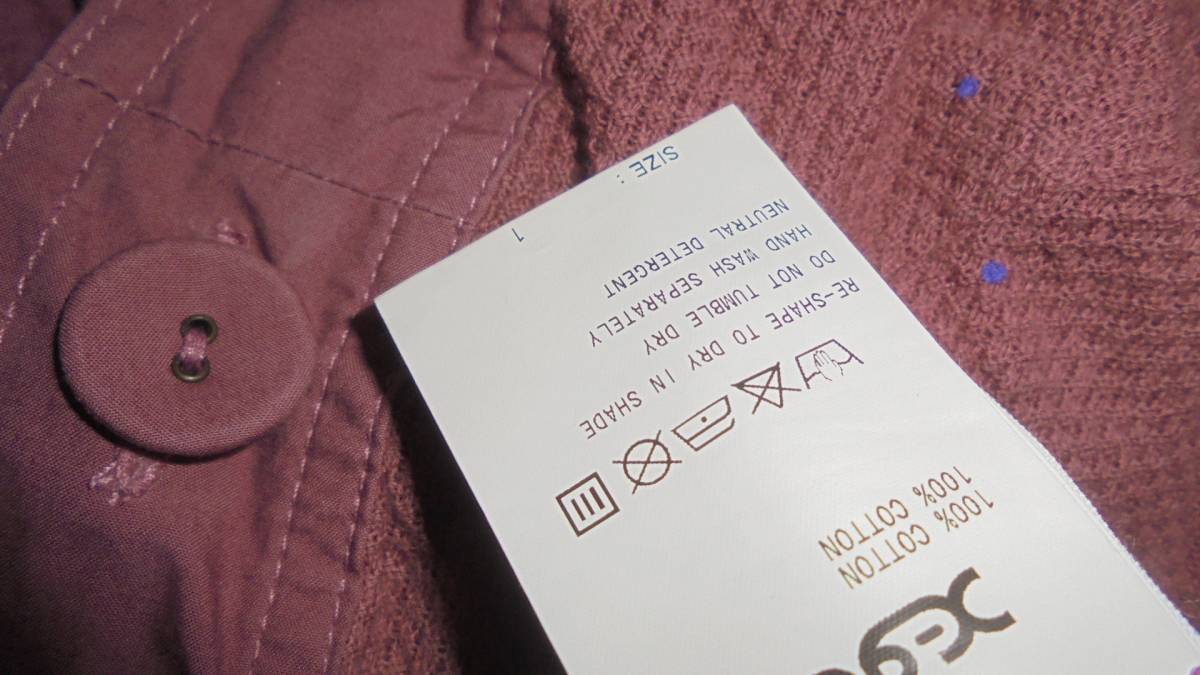 100% COTTON
100% COTTON
RE-SHAPE TO DRY IN SHADE
DO NOT TUMBLE DRY
HAND WASH SEPARATELY
NEUTRAL DETERGENT
SIZE : 1